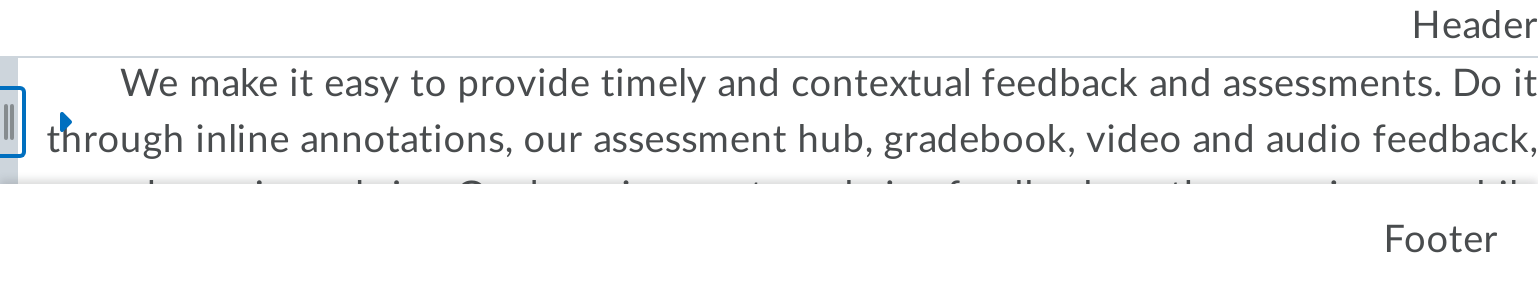 Header
We make it easy to provide timely and contextual feedback and assessments. Do it
through inline annotations, our assessment hub, gradebook, video and audio feedback,
Footer